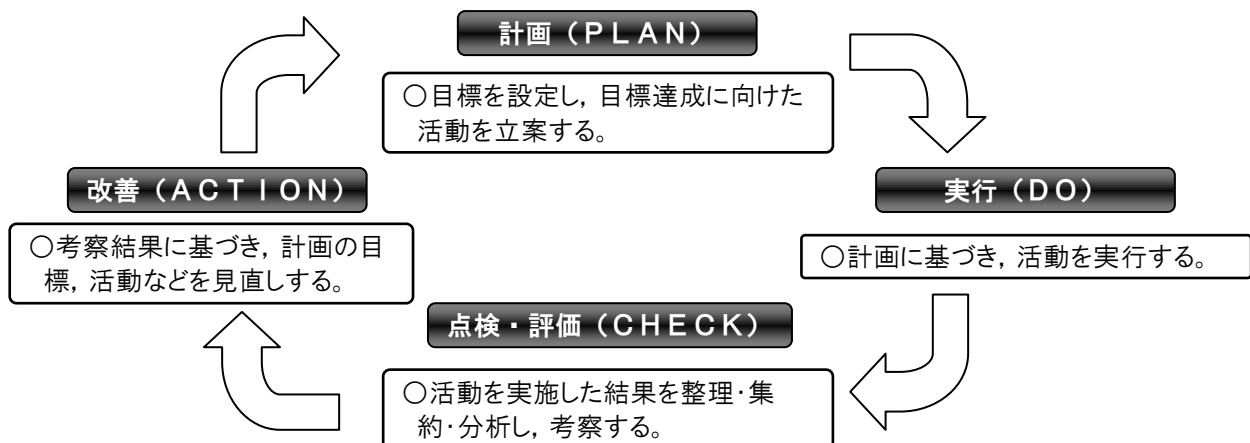 計画（ＰＬＡＮ）
○目標を設定し，目標達成に向けた
活動を立案する。
改善（ＡＣＴＩＯＮ）
実行（ＤＯ）
○考察結果に基づき，計画の目
標，活動などを見直しする。
○計画に基づき，活動を実行する。
点検・評価（ＣＨＥＣＫ）
○活動を実施した結果を整理・集
約・分析し，考察する。